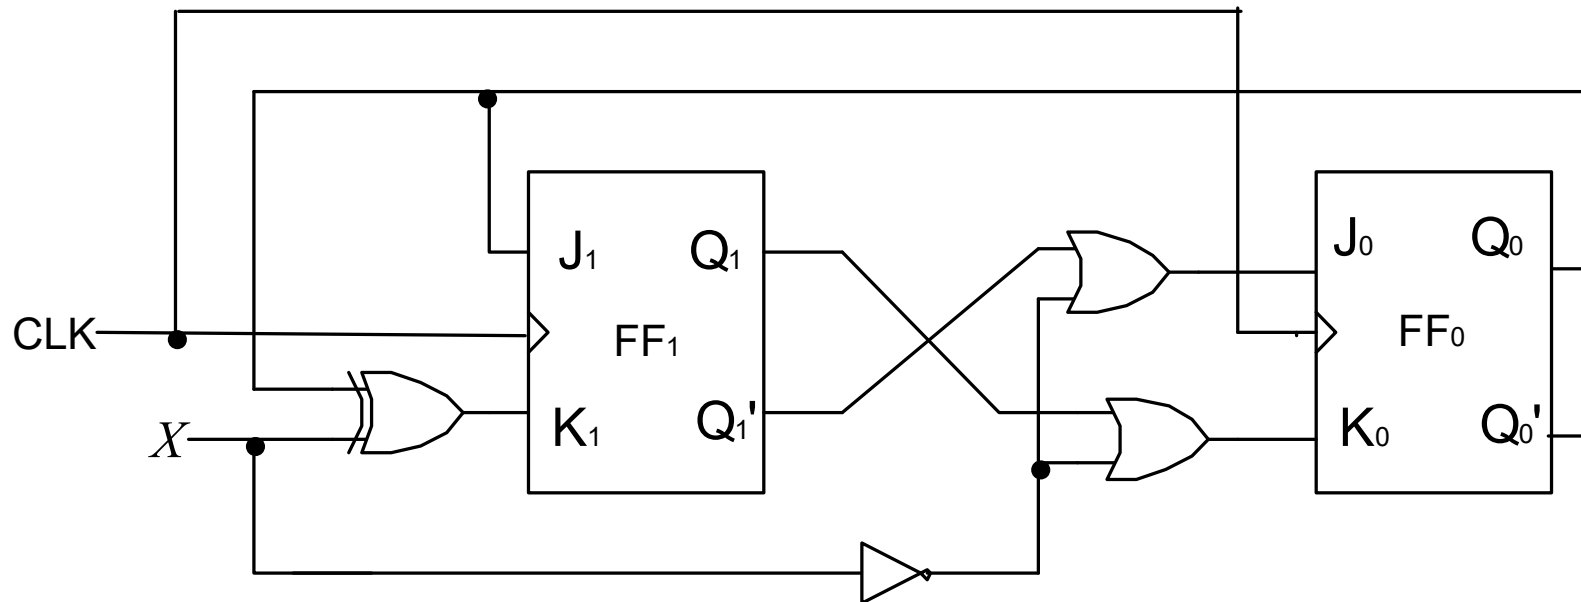 J₁
Q₁
J₀
Q₀
CLK
FF₁
FF₀
X
K₁
Q₁'
K₀
Q₀'